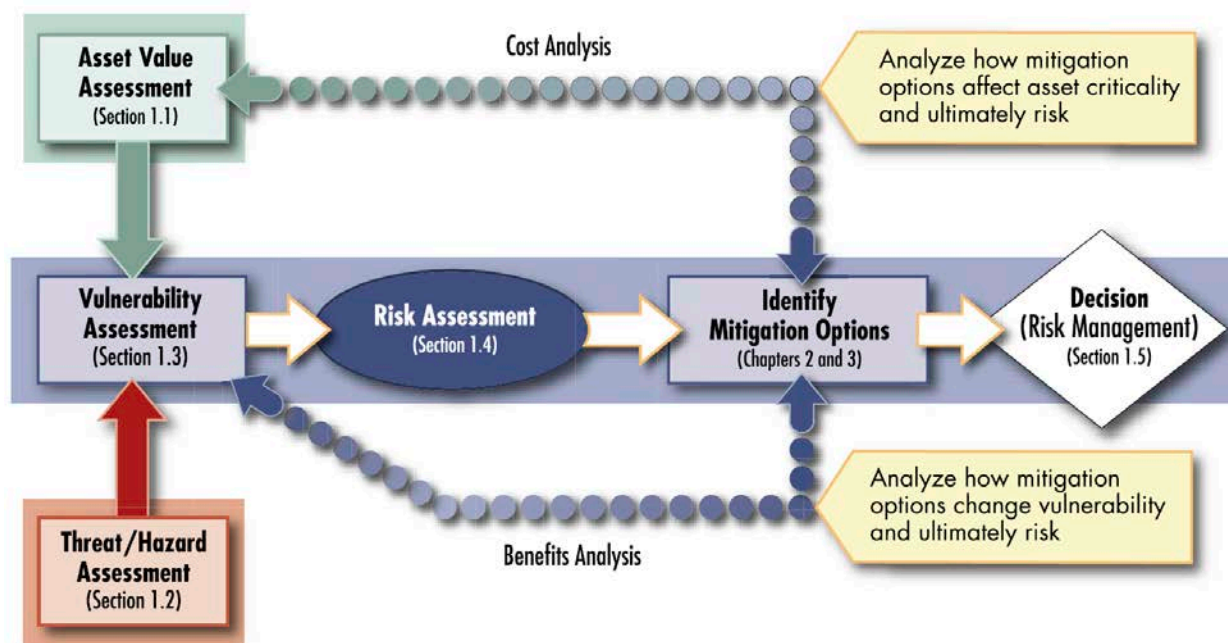 Asset Value
Assessment
(Section 1.1)
Cost Analysis
Analyze how mitigation
options affect asset criticality
and ultimately risk
Vulnerability
Assessment
(Section 1.3)
Risk Assessment
(Section 1.4)
Identify
Mitigation Options
(Chapters 2 and 3)
Decision
(Risk Management)
(Section 1.5)
Threat/Hazard
Assessment
(Section 1.2)
Benefits Analysis
Analyze how mitigation
options change vulnerability
and ultimately risk